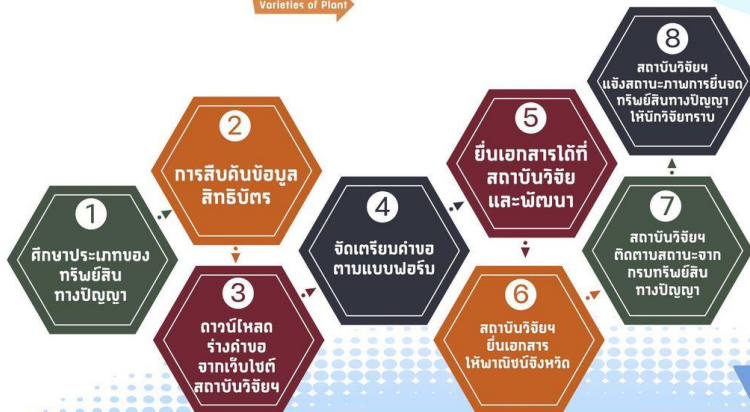 Varieties of Plant
1
ศึกษาประเภทของ
ทรัพย์สิน
ทางปัญญา
2
การสืบค้นข้อมูล
สิทธิบัตร
3
ดาวน์โหลด
ร่างคำขอ
จากเว็บไซต์
สถาบันวิจัยฯ
4
จัดเตรียมคำขอ
ตามแบบฟอร์ม
5
ยื่นเอกสารได้ที่
สถาบันวิจัย
และพัฒนา
6
สถาบันวิจัยฯ
ยื่นเอกสาร
ให้พาณิชน์จังหวัด
7
สถาบันวิจัยฯ
ติดตามสถานะจาก
กรมทรัพย์สิน
ทางปัญญา
8
สถาบันวิจัยฯ
แจ้งสถานะภาพการยื่นจด
ทรัพย์สินทางปัญญา
ให้นักวิจัยทราบ